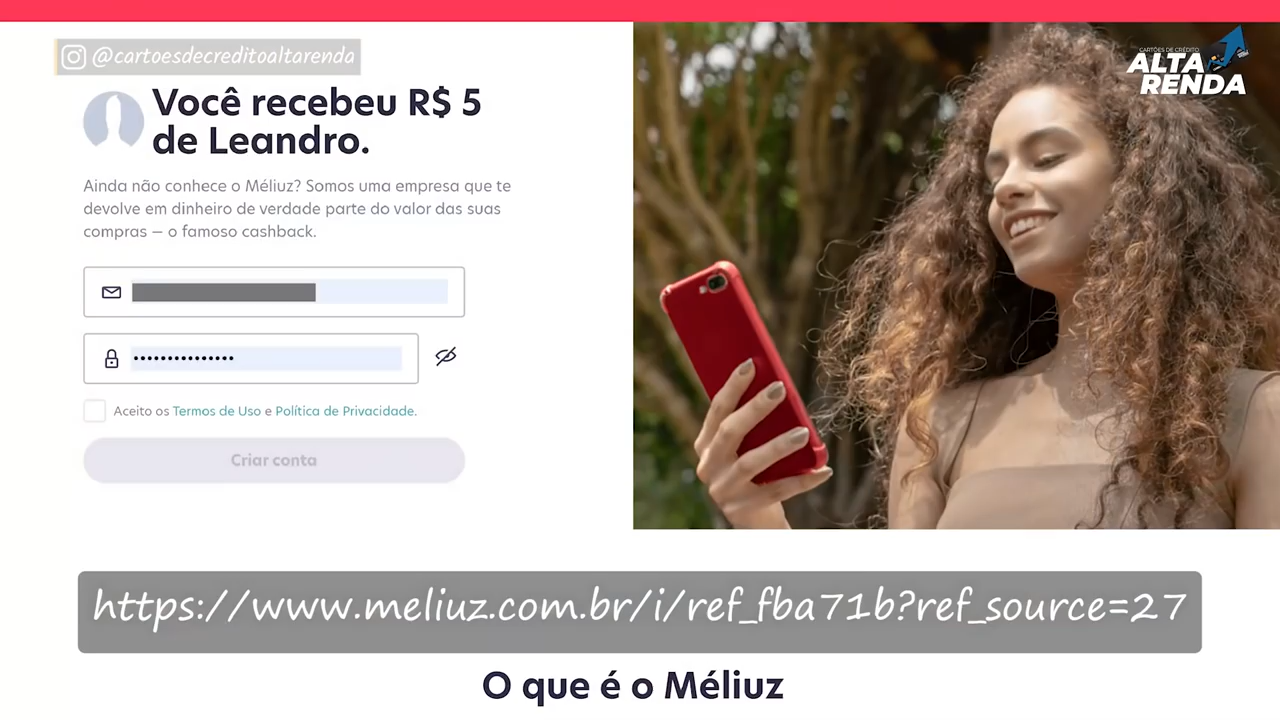 @cartoesdecreditoaltarenda
CARTÕES DE CRÉDITO
ALTA
RENDA
Você recebeu R$ 5
de Leandro.
Ainda não conhece o Méliuz? Somos uma empresa que te
devolve em dinheiro de verdade parte do valor das suas
compras — o famoso cashback.
Aceito os Termos de Uso e Política de Privacidade.
Criar conta
https://www.meliuz.com.br/i/ref_fba71b?ref_source=27
O que é o Méliuz